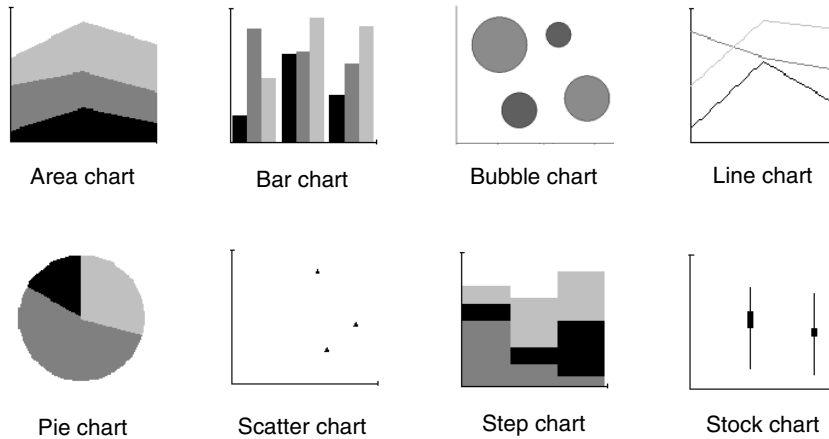 Area chart
Bar chart
Bubble chart
Line chart
Pie chart
Scatter chart
Step chart
Stock chart